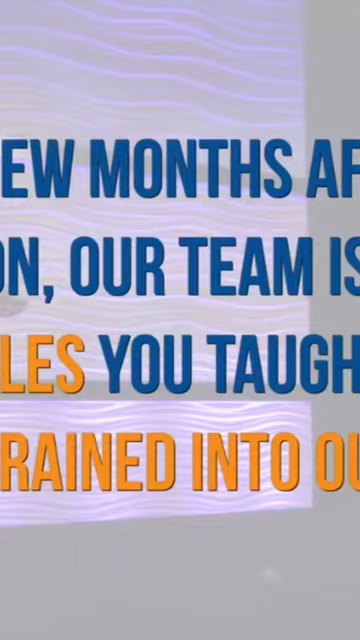 EW MONTHS AF
ON, OUR TEAM IS
LES YOU TAUGH
RAINED INTO OU